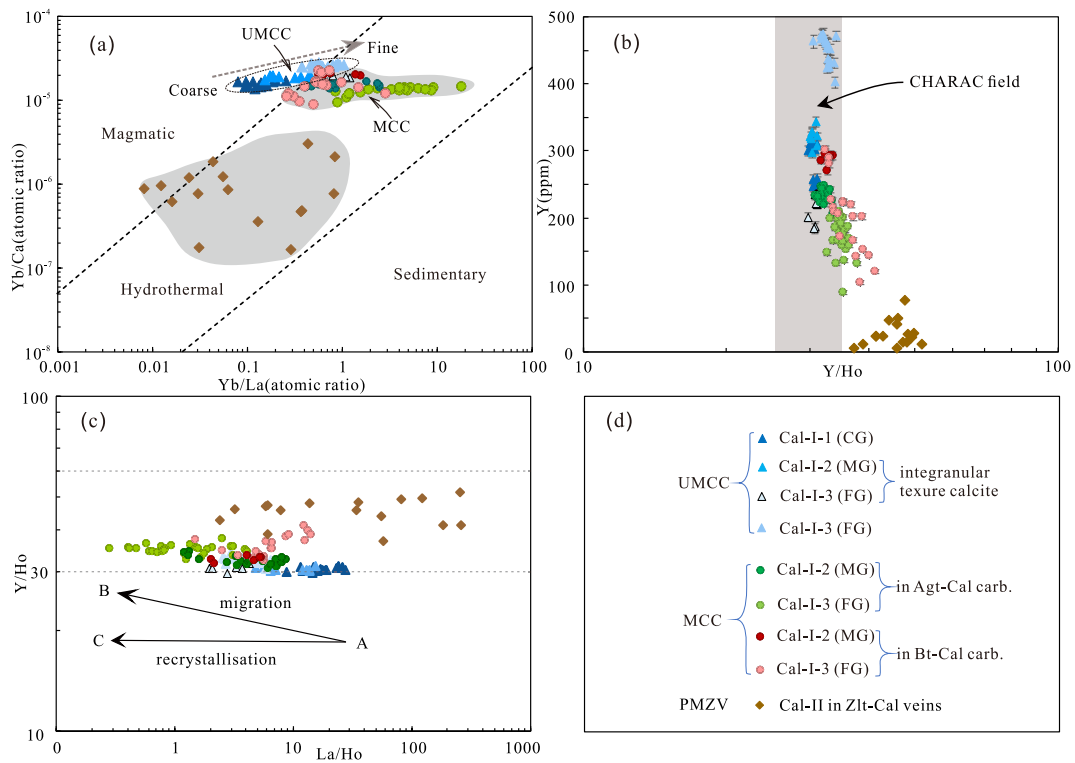 (a)
UMCC
Fine
Coarse
MCC
Magmatic
Hydrothermal
Sedimentary
10⁻⁴
10⁻⁵
10⁻⁶
10⁻⁷
10⁻⁸
Yb/Ca(atomic ratio)
0.001
0.01
0.1
1
10
100
Yb/La(atomic ratio)
(b)
CHARAC field
500
400
300
200
100
0
Y(ppm)
10
100
Y/Ho
(c)
100
30
10
Y/Ho
B
migration
C
A
recrystallisation
0
1
10
100
1000
La/Ho
(d)
UMCC
Cal-I-1 (CG)
Cal-I-2 (MG)
Cal-I-3 (FG)
integranular
texure calcite
Cal-I-3 (FG)
MCC
Cal-I-2 (MG)
Cal-I-3 (FG)
in Agt-Cal carb.
Cal-I-2 (MG)
Cal-I-3 (FG)
in Bt-Cal carb.
PMZV
Cal-II in Zlt-Cal veins